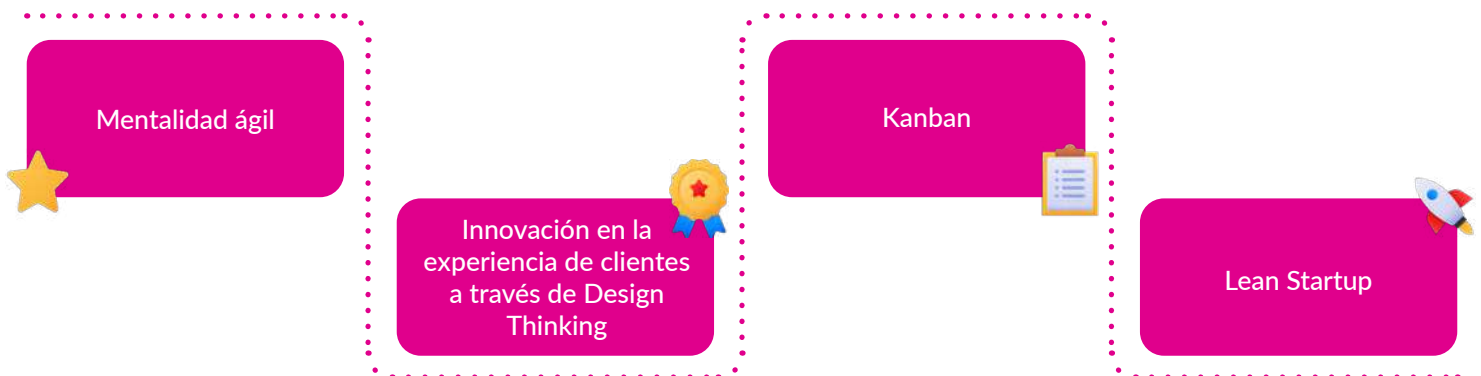 Mentalidad ágil
Innovación en la
experiencia de clientes
a través de Design
Thinking
Kanban
Lean Startup